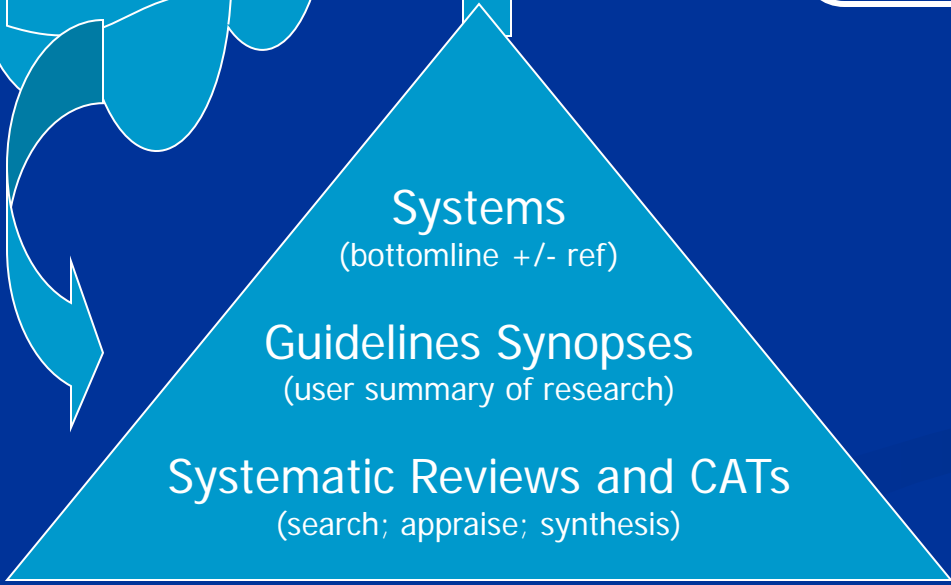 Systems
(bottomline +/- ref)
Guidelines Synopses
(user summary of research)
Systematic Reviews and CATs
(search; appraise; synthesis)